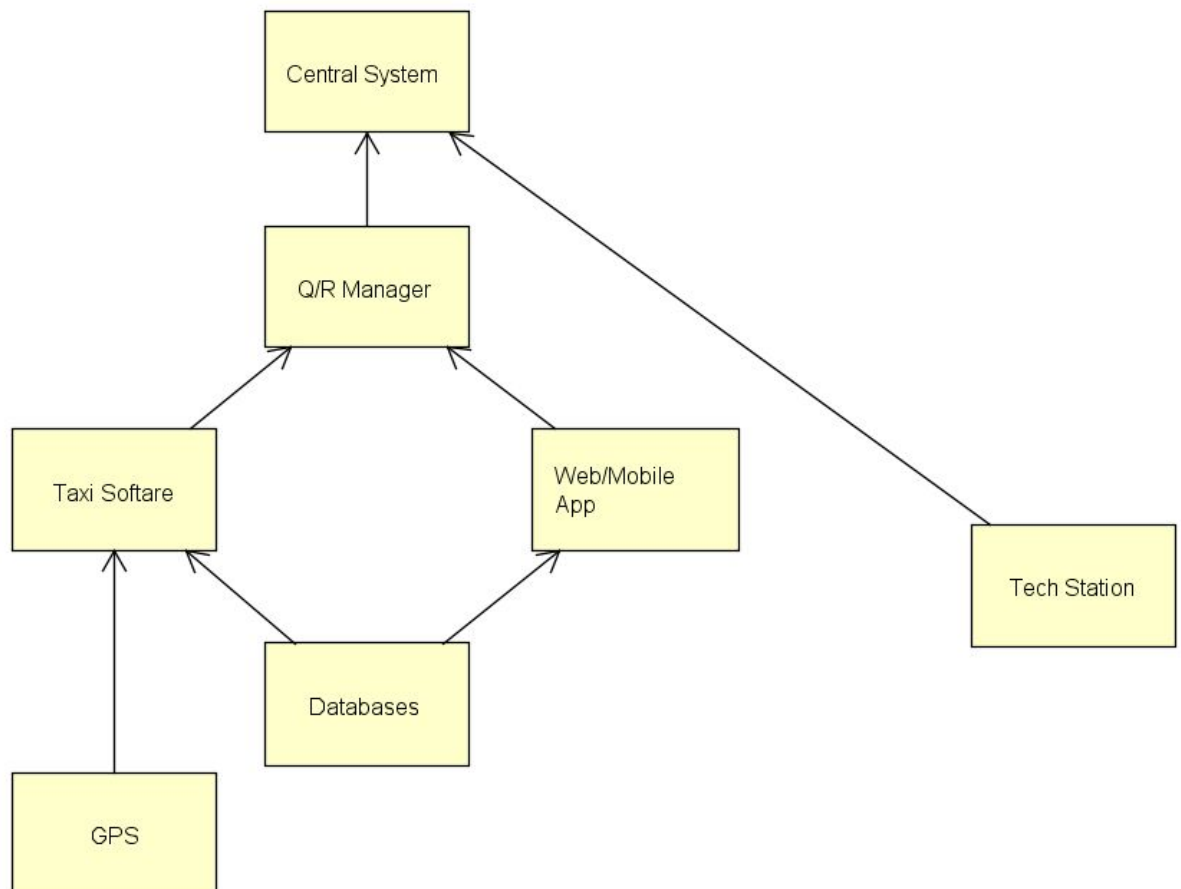 Central System
Q/R Manager
Taxi Softare
Web/Mobile
App
Tech Station
Databases
GPS